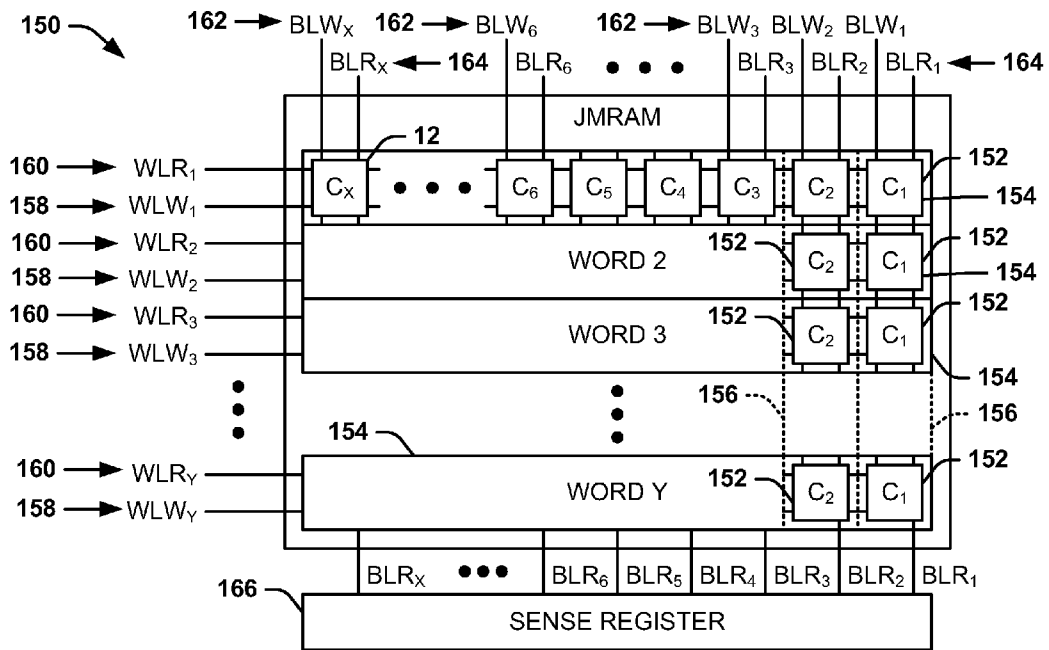 150
162 BLWX 162 BLW6 162 BLW3 BLW2 BLW1
BLRX 164 BLR6 BLR3 BLR2 BLR1 164
JMRAM
12
160 WLR1 152
CX C6 C5 C4 C3 C2 C1
158 WLW1 154
160 WLR2 152 152
WORD 2 C2 C1
158 WLW2 154
160 WLR3 152 152
WORD 3 C2 C1
158 WLW3
154
156 156
154
160 WLRY 152 152
WORD Y C2 C1
158 WLWY
BLRX BLR6 BLR5 BLR4 BLR3 BLR2 BLR1
166
SENSE REGISTER